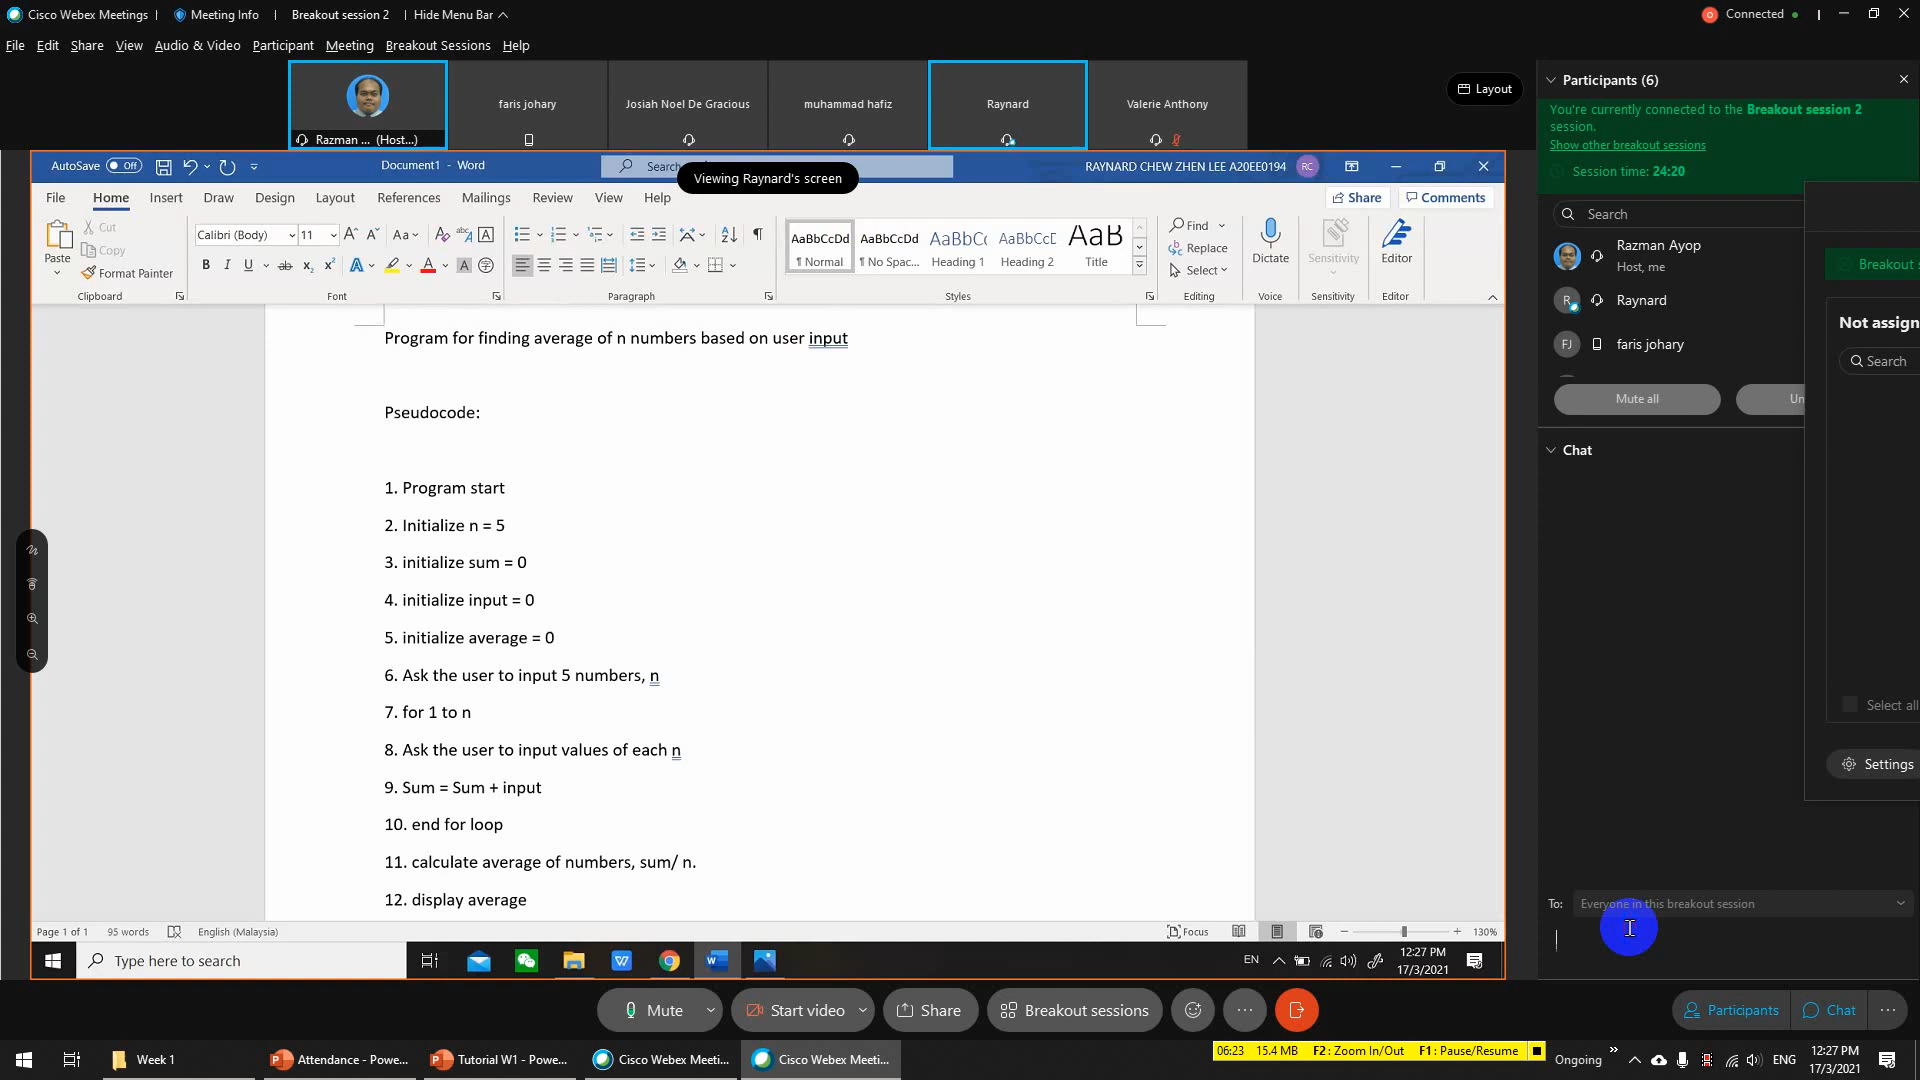 Cisco Webex Meetings | Meeting Info | Breakout session 2 | Hide Menu Bar
Connected
File Edit Share View Audio & Video Participant Meeting Breakout Sessions Help
Razman ... (Host...)
faris johary
Josiah Noel De Gracious
muhammad hafiz
Raynard
Valerie Anthony
Layout
AutoSave Off
Document1 - Word
Search
RAYNARD CHEW ZHEN LEE A20EE0194 RC
Viewing Raynard's screen
File Home Insert Draw Design Layout References Mailings Review View Help
Share Comments
Paste
Cut
Copy
Format Painter
Clipboard
Calibri (Body) 11
Font
Paragraph
AaBbCcDd
¶ Normal
AaBbCcDd
¶ No Spac...
AaBbCc
Heading 1
AaBbCcD
Heading 2
AaB
Title
Styles
Find
Replace
Select
Editing
Dictate
Voice
Sensitivity
Sensitivity
Editor
Editor
Program for finding average of n numbers based on user input
Pseudocode:
1. Program start
2. Initialize n = 5
3. initialize sum = 0
4. initialize input = 0
5. initialize average = 0
6. Ask the user to input 5 numbers, n
7. for 1 to n
8. Ask the user to input values of each n
9. Sum = Sum + input
10. end for loop
11. calculate average of numbers, sum/ n.
12. display average
Page 1 of 1 95 words English (Malaysia)
Focus 130%
Type here to search
EN
12:27 PM
17/3/2021
Participants (6)
You're currently connected to the Breakout session 2
session.
Show other breakout sessions
Session time: 24:20
Search
Razman Ayop
Host, me
R Raynard
FJ faris johary
Mute all
Un
Chat
Breakout s
Not assign
Search
Select all
Settings
To: Everyone in this breakout session
Mute
Start video
Share
Breakout sessions
Participants
Chat
Week 1
Attendance - Powe...
Tutorial W1 - Powe...
Cisco Webex Meeti...
Cisco Webex Meeti...
06:23 15.4 MB F2: Zoom In/Out F1: Pause/Resume
Ongoing
ENG
12:27 PM
17/3/2021